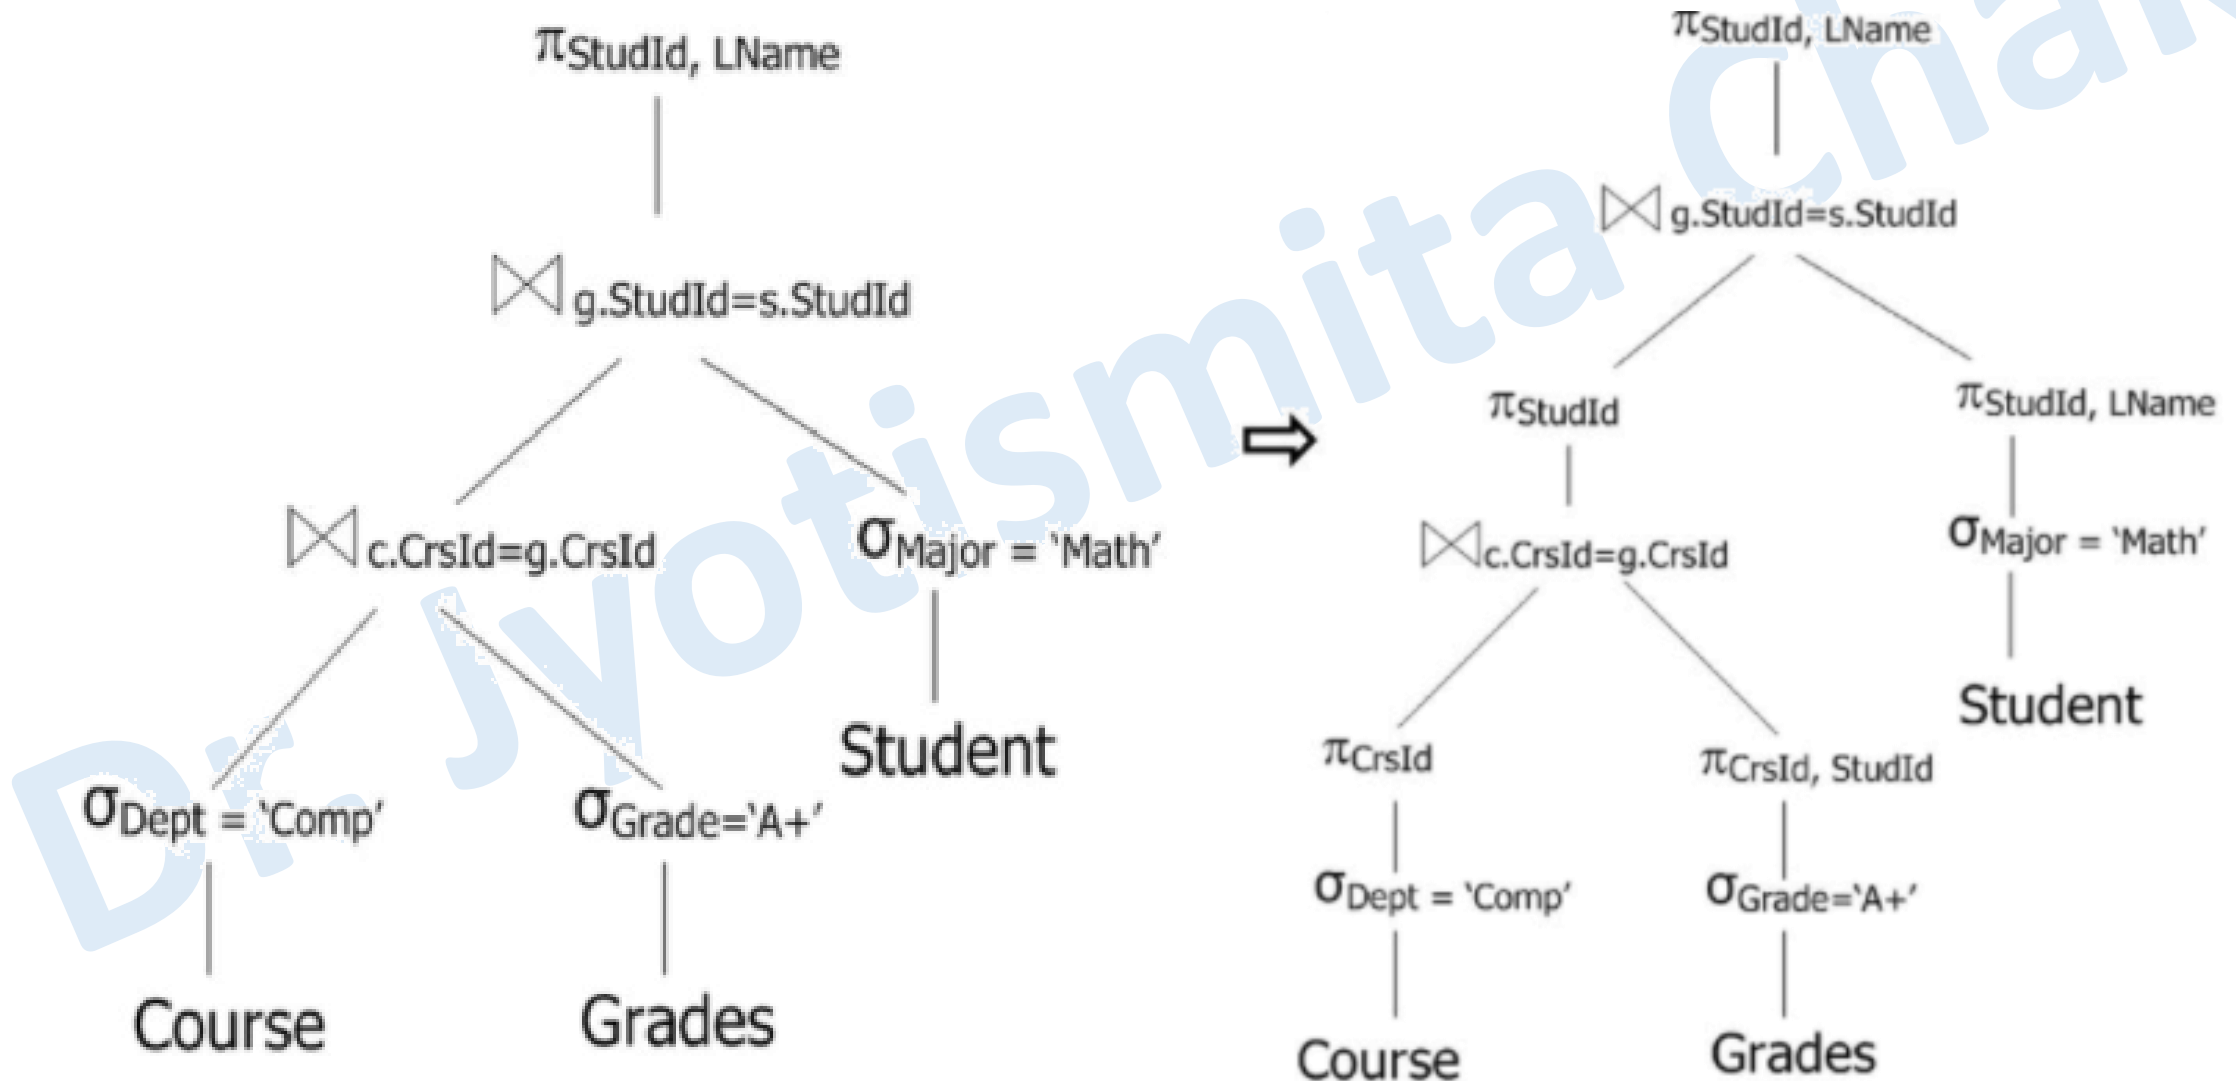 πStudId, LName
⋈ g.StudId=s.StudId
⋈ c.CrsId=g.CrsId
σMajor = ‘Math’
Student
σDept = ‘Comp’
σGrade=‘A+’
Course
Grades
⇨
πStudId, LName
⋈ g.StudId=s.StudId
πStudId
πStudId, LName
⋈ c.CrsId=g.CrsId
σMajor = ‘Math’
Student
πCrsId
πCrsId, StudId
σDept = ‘Comp’
σGrade=‘A+’
Course
Grades
Dr. Jyotismita